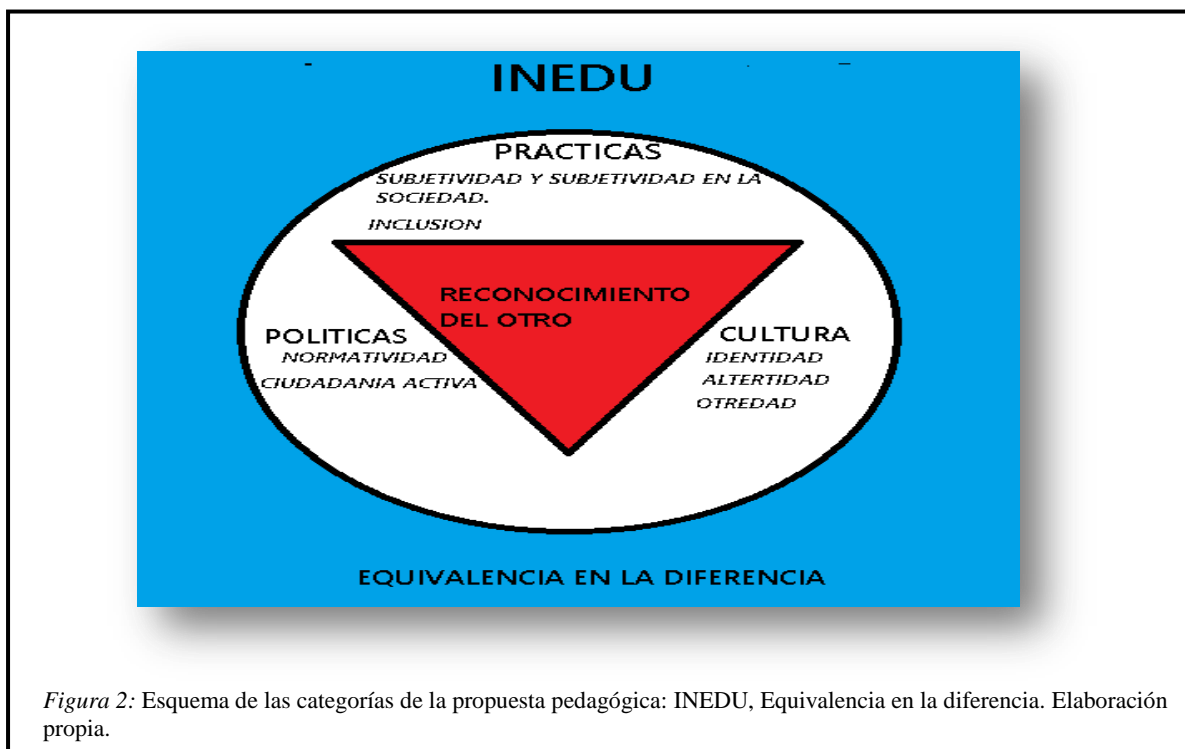 INEDU
PRACTICAS
SUBJETIVIDAD Y SUBJETIVIDAD EN LA
SOCIEDAD.
INCLUSION
RECONOCIMIENTO
DEL OTRO
POLITICAS
NORMATIVIDAD
CIUDADANIA ACTIVA
CULTURA
IDENTIDAD
ALTERTIDAD
OTREDAD
EQUIVALENCIA EN LA DIFERENCIA
Figura 2: Esquema de las categorías de la propuesta pedagógica: INEDU, Equivalencia en la diferencia. Elaboración
propia.